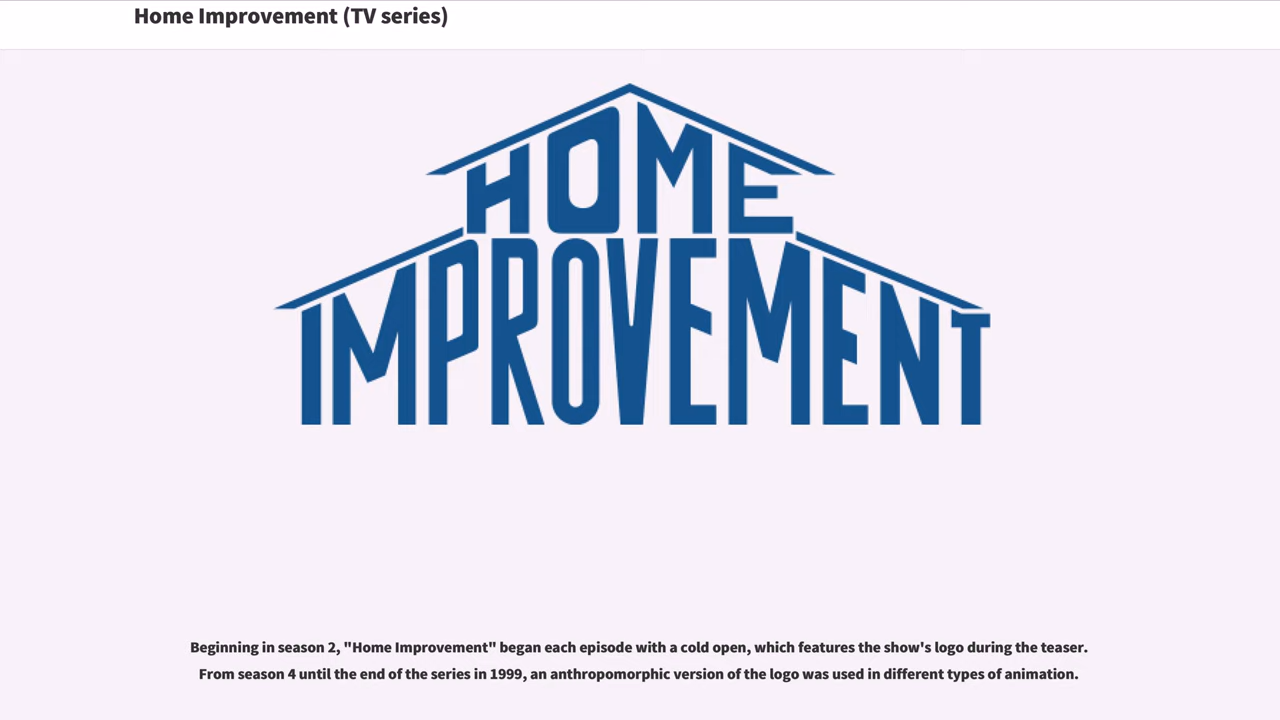 Home Improvement (TV series)
HOME
IMPROVEMENT
Beginning in season 2, "Home Improvement" began each episode with a cold open, which features the show's logo during the teaser.
From season 4 until the end of the series in 1999, an anthropomorphic version of the logo was used in different types of animation.